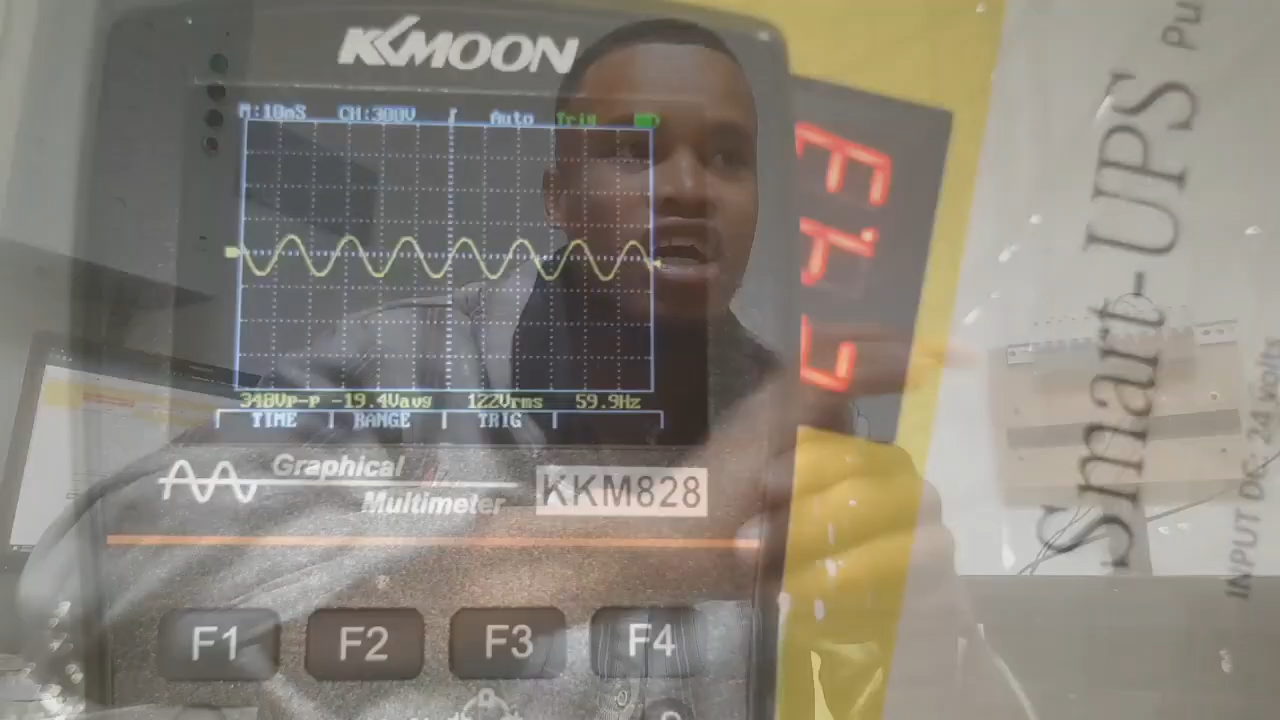 KKMOON
M:10mS CH:300V Auto Trig
348Vp-p -19.4Vavg 122Vrms 59.9Hz
TIME RANGE TRIG
Graphical
Multimeter
KKM828
F1 F2 F3 F4
Smart-UPS Pu
INPUT DC: 24 volts